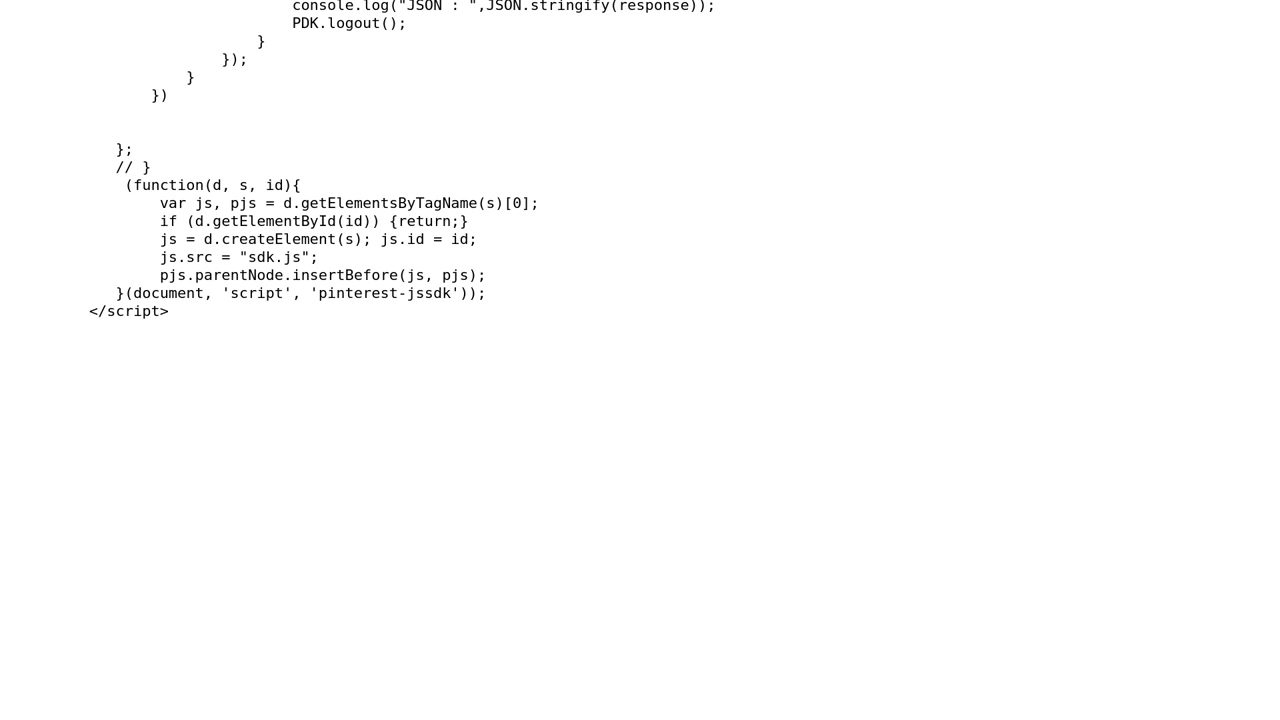 console.log("JSON : ",JSON.stringify(response));
PDK.logout();
}
});
}
})
};
// }
(function(d, s, id){
var js, pjs = d.getElementsByTagName(s)[0];
if (d.getElementById(id)) {return;}
js = d.createElement(s); js.id = id;
js.src = "sdk.js";
pjs.parentNode.insertBefore(js, pjs);
}(document, 'script', 'pinterest-jssdk'));
</script>